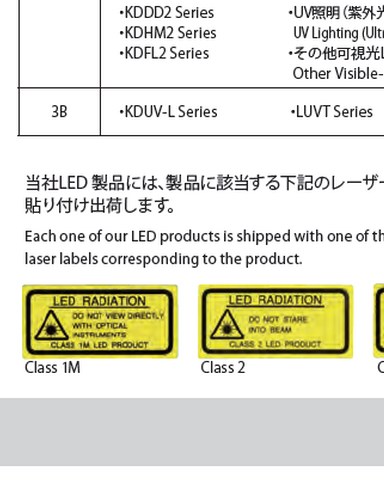 •KDDD2 Series •UV照明（紫外光
•KDHM2 Series UV Lighting (Ultr
•KDFL2 Series •その他可視光L
Other Visible-
3B •KDUV-L Series •LUVT Series
当社LED 製品には、製品に該当する下記のレーザー
貼り付け出荷します。
Each one of our LED products is shipped with one of th
laser labels corresponding to the product.
LED RADIATION
DO NOT VIEW DIRECTLY
WITH OPTICAL
INSTRUMENTS
CLASS 1M LED PRODUCT
LED RADIATION
DO NOT STARE
INTO BEAM
CLASS 2 LED PRODUCT
Class 1M Class 2 C